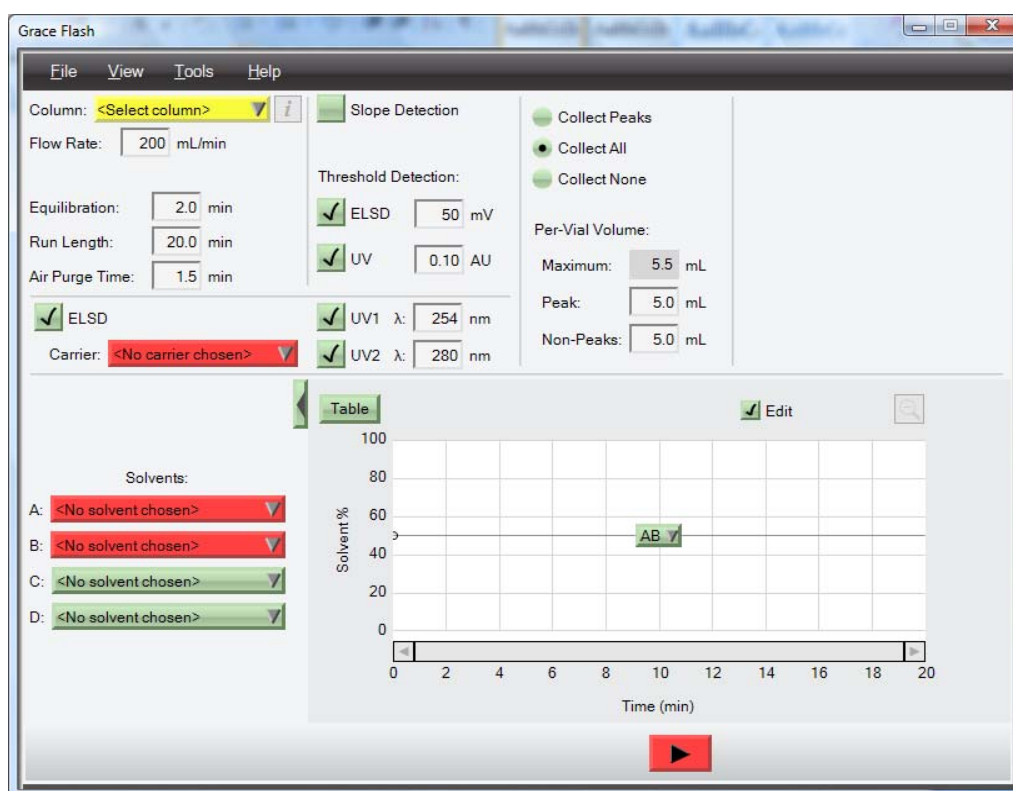 Grace Flash
File View Tools Help
Column: <Select column> i
Flow Rate: 200 mL/min
Equilibration: 2.0 min
Run Length: 20.0 min
Air Purge Time: 1.5 min
Slope Detection
Threshold Detection:
ELSD 50 mV
UV 0.10 AU
Collect Peaks
Collect All
Collect None
Per-Vial Volume:
Maximum: 5.5 mL
Peak: 5.0 mL
Non-Peaks: 5.0 mL
ELSD
Carrier: <No carrier chosen>
UV1 λ: 254 nm
UV2 λ: 280 nm
Solvents:
A: <No solvent chosen>
B: <No solvent chosen>
C: <No solvent chosen>
D: <No solvent chosen>
Table
Edit
Solvent %
100
80
60
40
20
0
AB
0 2 4 6 8 10 12 14 16 18 20
Time (min)